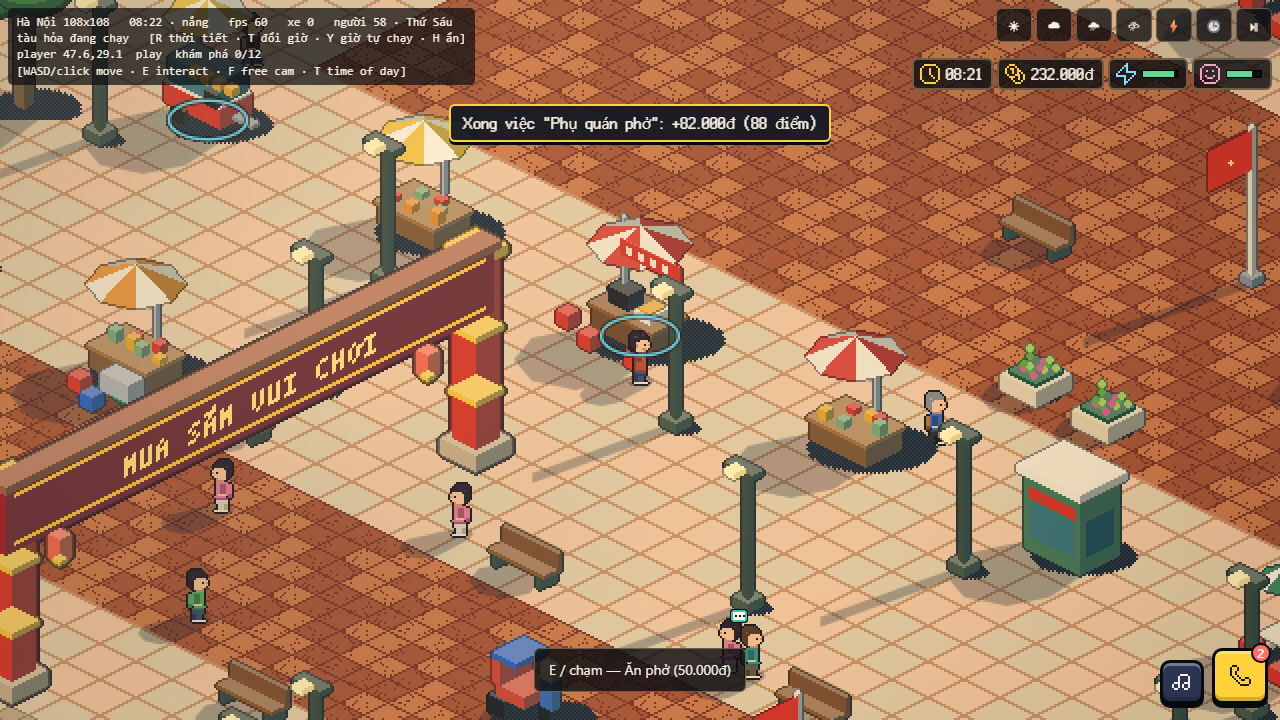 Hà Nội 108x108 08:22 · nắng fps 60 xe 0 người 58 · Thứ Sáu
tàu hỏa đang chạy [R thời tiết · T đổi giờ · Y giờ tự chạy · H ẩn]
player 47.6,29.1 play khám phá 0/12
[WASD/click move · E interact · F free cam · T time of day]
08:21
232.000đ
Xong việc "Phụ quán phở": +82.000đ (88 điểm)
MUA SẮM VUI CHƠI
E / chạm — Ăn phở (50.000đ)
2